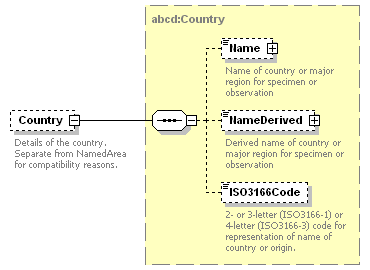 abcd:Country
Name
Name of country or major
region for specimen or
observation
Country
Details of the country.
Separate from NamedArea
for compatibility reasons.
NameDerived
Derived name of country or
major region for specimen or
observation
ISO3166Code
2- or 3-letter (ISO3166-1) or
4-letter (ISO3166-3) code for
representation of name of
country or origin.